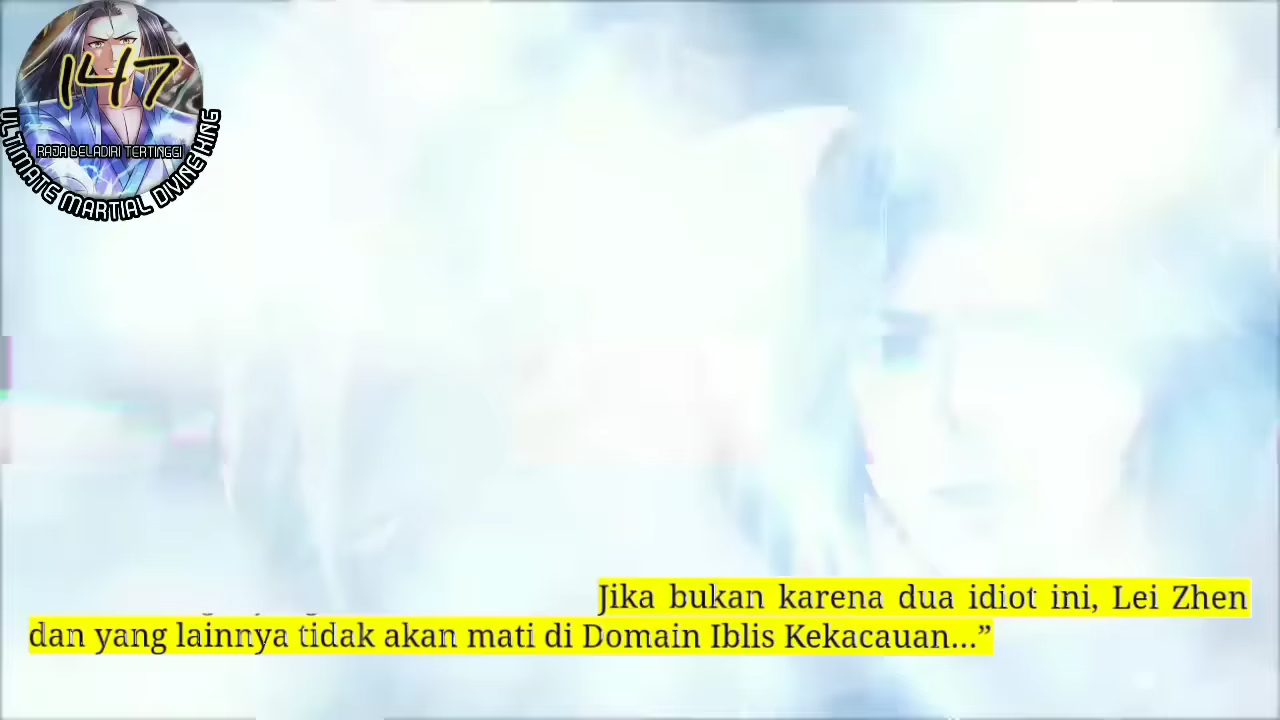 147
RAJA BELADIRI TERTINGGI
ULTIMATE MARTIAL DIVINE KING
Jika bukan karena dua idiot ini, Lei Zhen
dan yang lainnya tidak akan mati di Domain Iblis Kekacauan...”